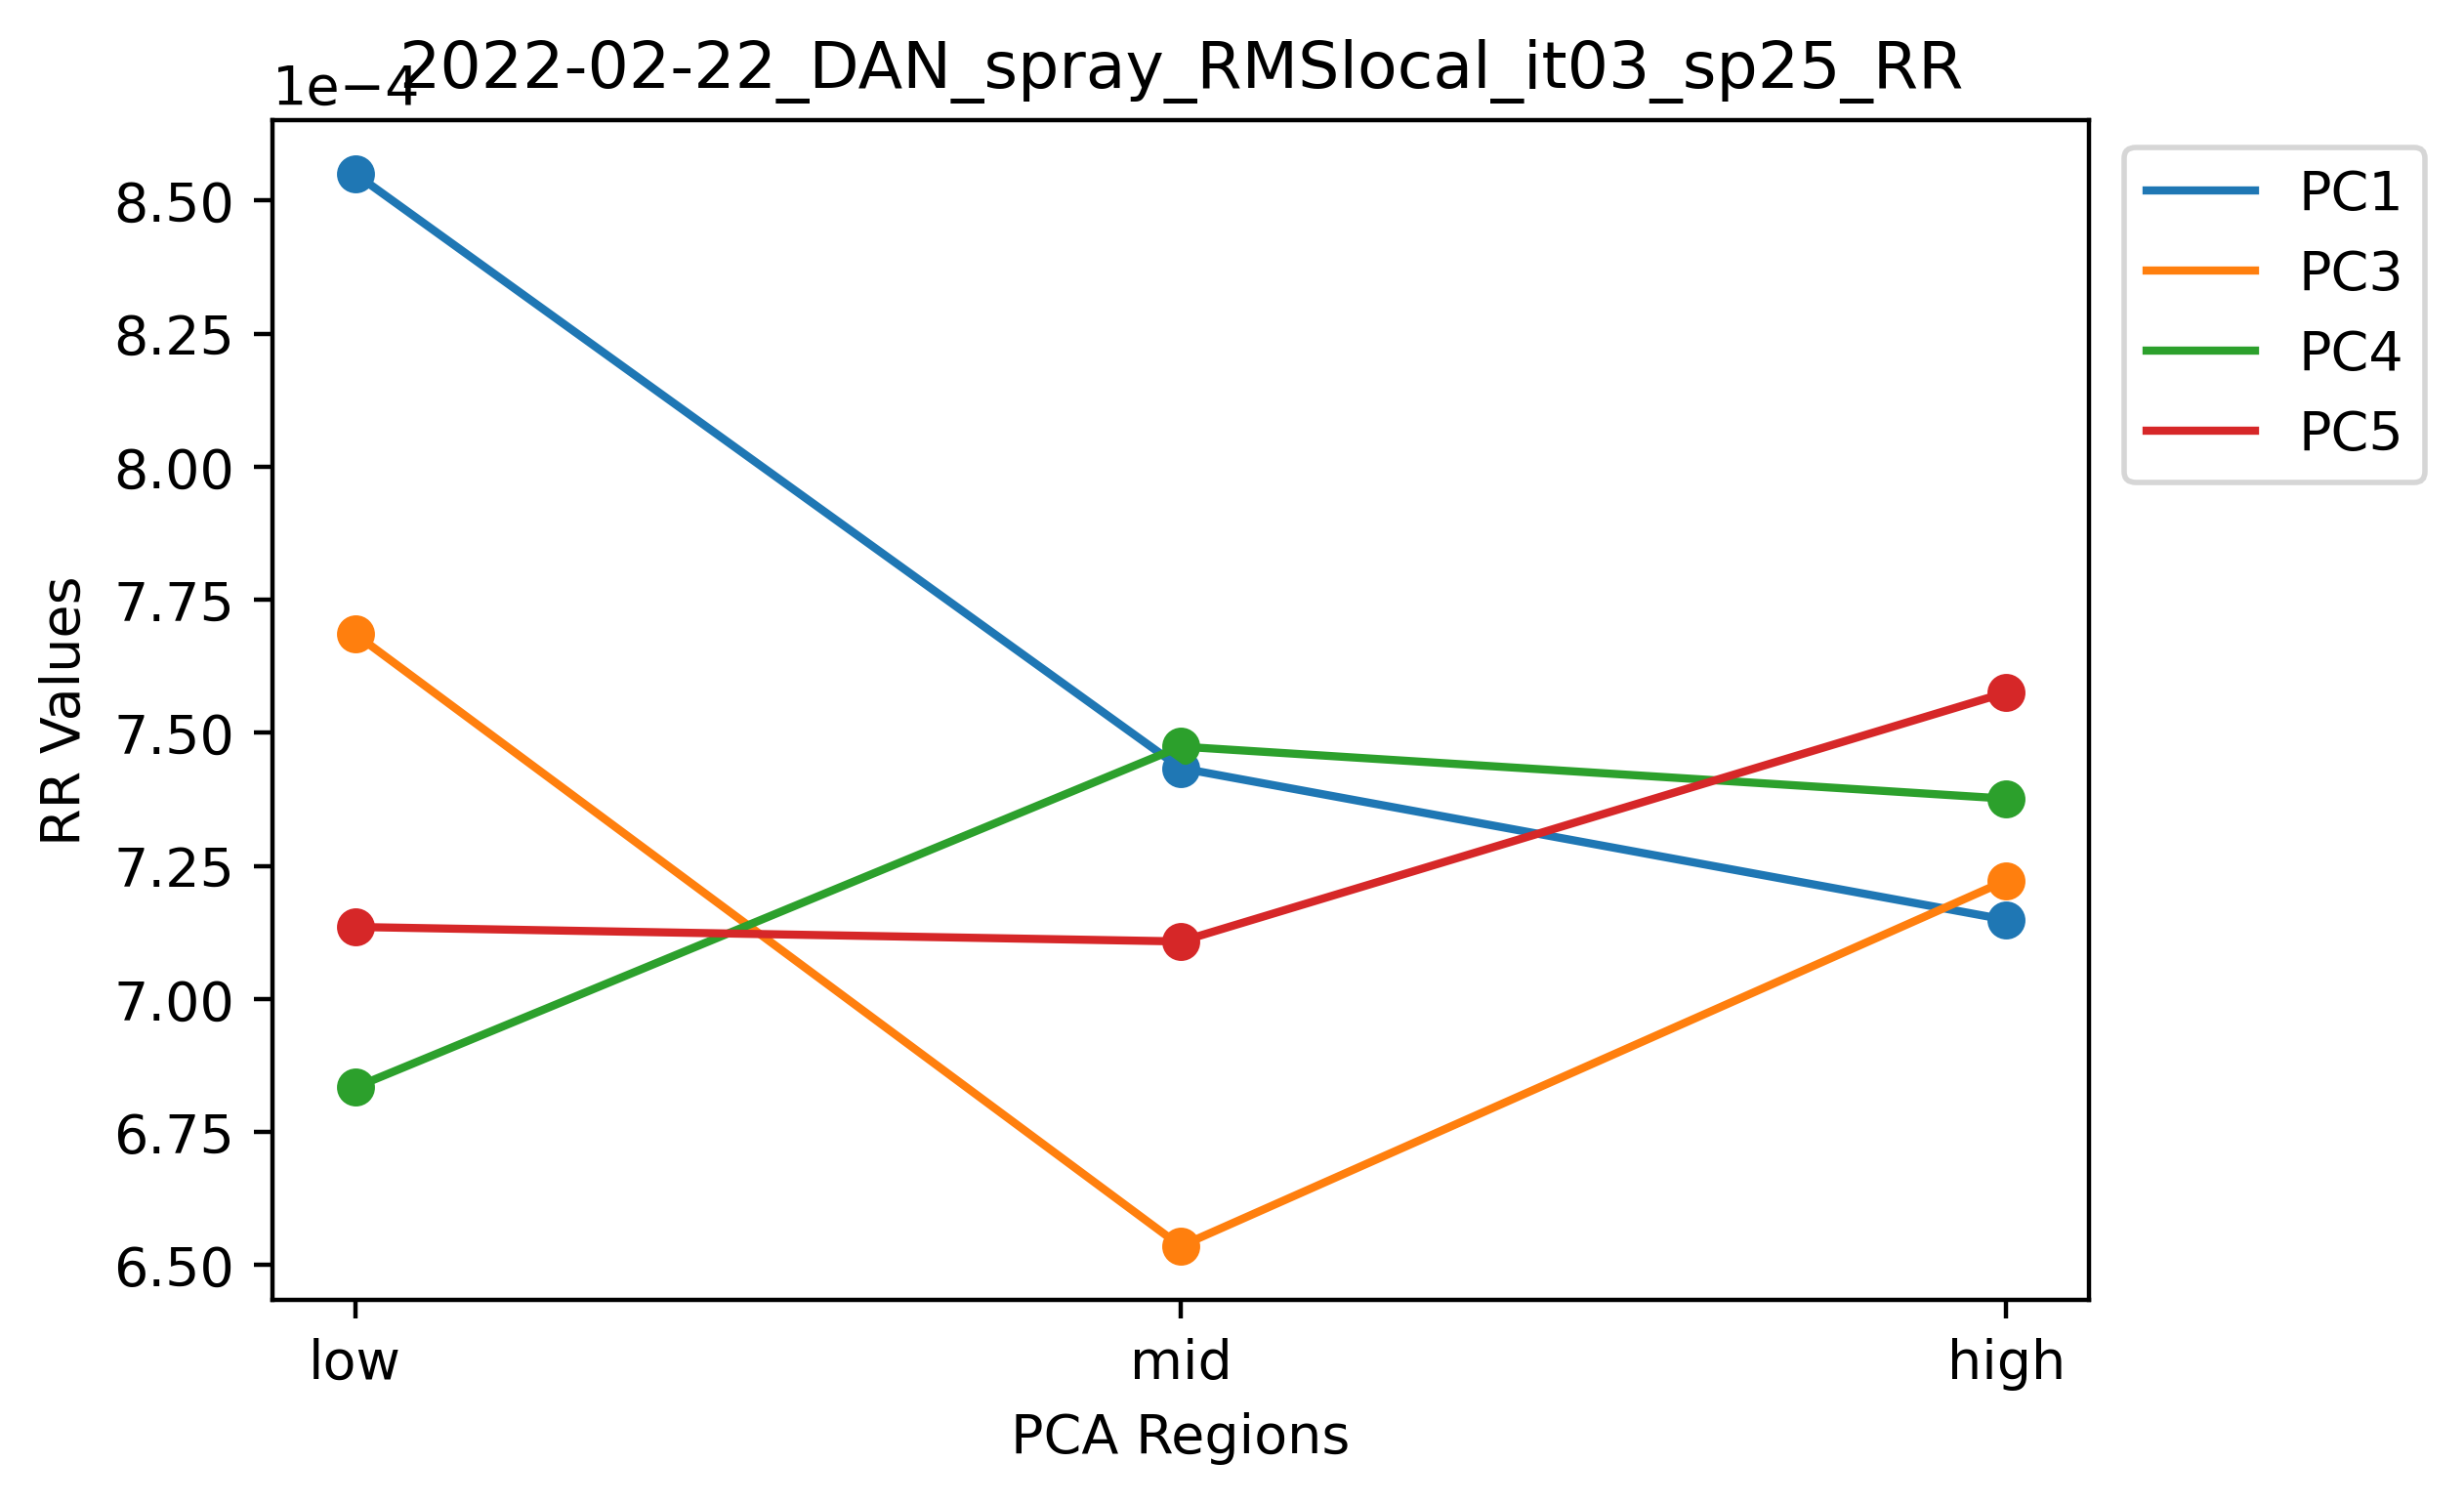 2022-02-22_DAN_spray_RMSlocal_it03_sp25_RR
1e−4
8.50
8.25
8.00
7.75
7.50
7.25
7.00
6.75
6.50
RR Values
low
mid
high
PCA Regions
PC1
PC3
PC4
PC5